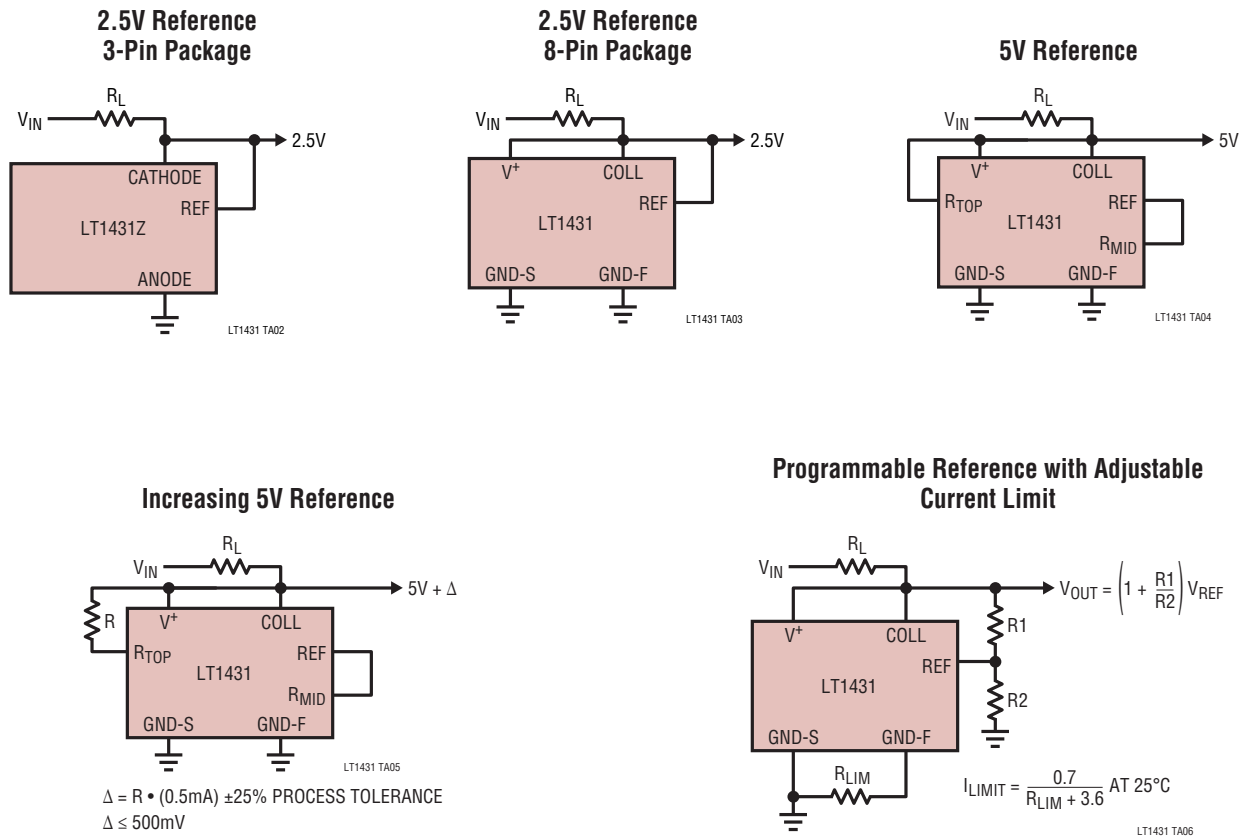 2.5V Reference
3-Pin Package
RL
VIN
2.5V
CATHODE
REF
LT1431Z
ANODE
LT1431 TA02
2.5V Reference
8-Pin Package
RL
VIN
2.5V
V+
COLL
REF
LT1431
GND-S
GND-F
LT1431 TA03
5V Reference
RL
VIN
5V
V+
COLL
RTOP
REF
LT1431
RMID
GND-S
GND-F
LT1431 TA04
Increasing 5V Reference
RL
VIN
5V + Δ
R
V+
COLL
RTOP
REF
LT1431
RMID
GND-S
GND-F
LT1431 TA05
Δ = R • (0.5mA) ±25% PROCESS TOLERANCE
Δ ≤ 500mV
Programmable Reference with Adjustable
Current Limit
RL
VIN
VOUT = (1 + R1/R2) VREF
V+
COLL
R1
REF
LT1431
R2
GND-S
GND-F
RLIM
ILIMIT = 0.7/(RLIM + 3.6) AT 25°C
LT1431 TA06